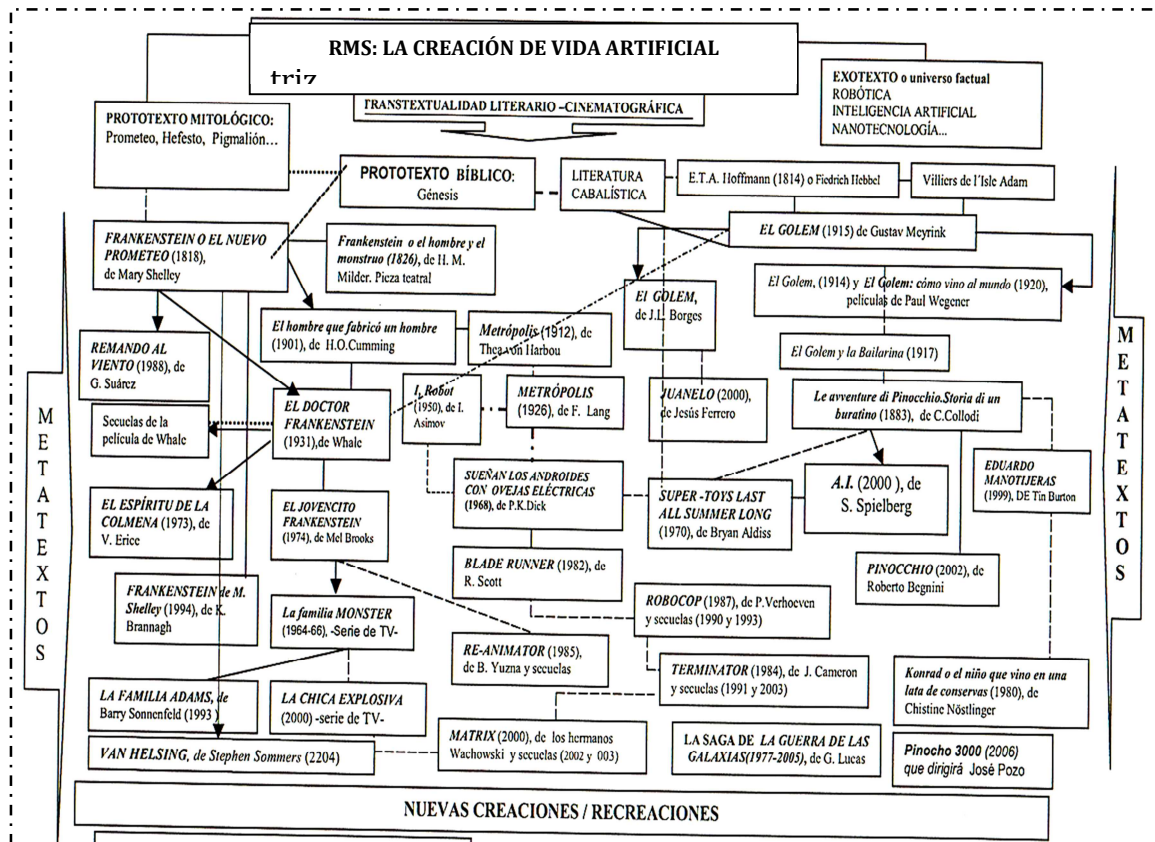 RMS: LA CREACIÓN DE VIDA ARTIFICIAL
triz
TRANSTEXTUALIDAD LITERARIO –CINEMATOGRÁFICA
EXOTEXTO o universo factual
ROBÓTICA
INTELIGENCIA ARTIFICIAL
NANOTECNOLOGÍA...
PROTOTEXTO MITOLÓGICO:
Prometeo, Hefesto, Pigmalión…
PROTOTEXTO BÍBLICO:
Génesis
LITERATURA
CABALÍSTICA
E.T.A. Hoffmann (1814) o Fiedrich Hebbel
Villiers de l'Isle Adam
FRANKENSTEIN O EL NUEVO
PROMETEO (1818),
de Mary Shelley
Frankenstein o el hombre y el
monstruo (1826), de H. M.
Milder. Pieza teatral
EL GOLEM (1915) de Gustav Meyrink
El Golem, (1914) y El Golem: cómo vino al mundo (1920),
películas de Paul Wegener
El GOLEM,
de J.L. Borges
El hombre que fabricó un hombre
(1901), de H.O.Cumming
Metrópolis (1912), de
Thea von Harbou
El Golem y la Bailarina (1917)
REMANDO AL
VIENTO (1988), de
G. Suárez
I, Robot
(1950), de I.
Asimov
METRÓPOLIS
(1926), de F. Lang
JUANELO (2000),
de Jesús Ferrero
Le avventure di Pinocchio.Storia di un
buratino (1883), de C.Collodi
Secuelas de la
película de Whale
EL DOCTOR
FRANKENSTEIN
(1931),de Whale
METATEXTOS
METATEXTOS
SUEÑAN LOS ANDROIDES
CON OVEJAS ELÉCTRICAS
(1968), de P.K.Dick
SUPER -TOYS LAST
ALL SUMMER LONG
(1970), de Bryan Aldiss
A.I. (2000 ), de
S. Spielberg
EDUARDO
MANOTIJERAS
(1999), DE Tin Burton
EL ESPÍRITU DE LA
COLMENA (1973), de
V. Erice
EL JOVENCITO
FRANKENSTEIN
(1974), de Mel Brooks
BLADE RUNNER (1982), de
R. Scott
PINOCCHIO (2002), de
Roberto Begnini
FRANKENSTEIN de M.
Shelley (1994), de K.
Brannagh
La familia MONSTER
(1964-66), -Serie de TV-
ROBOCOP (1987), de P.Verhoeven
y secuelas (1990 y 1993)
RE-ANIMATOR (1985),
de B. Yuzna y secuelas
TERMINATOR (1984), de J. Cameron
y secuelas (1991 y 2003)
Konrad o el niño que vino en una
lata de conservas (1980), de
Chistine Nöstlinger
LA FAMILIA ADAMS, de
Barry Sonnenfeld (1993 )
LA CHICA EXPLOSIVA
(2000) -serie de TV-
MATRIX (2000), de los hermanos
Wachowski y secuelas (2002 y 003)
LA SAGA DE LA GUERRA DE LAS
GALAXIAS(1977-2005), de G. Lucas
Pinocho 3000 (2006)
que dirigirá José Pozo
VAN HELSING, de Stephen Sommers (2204)
NUEVAS CREACIONES / RECREACIONES